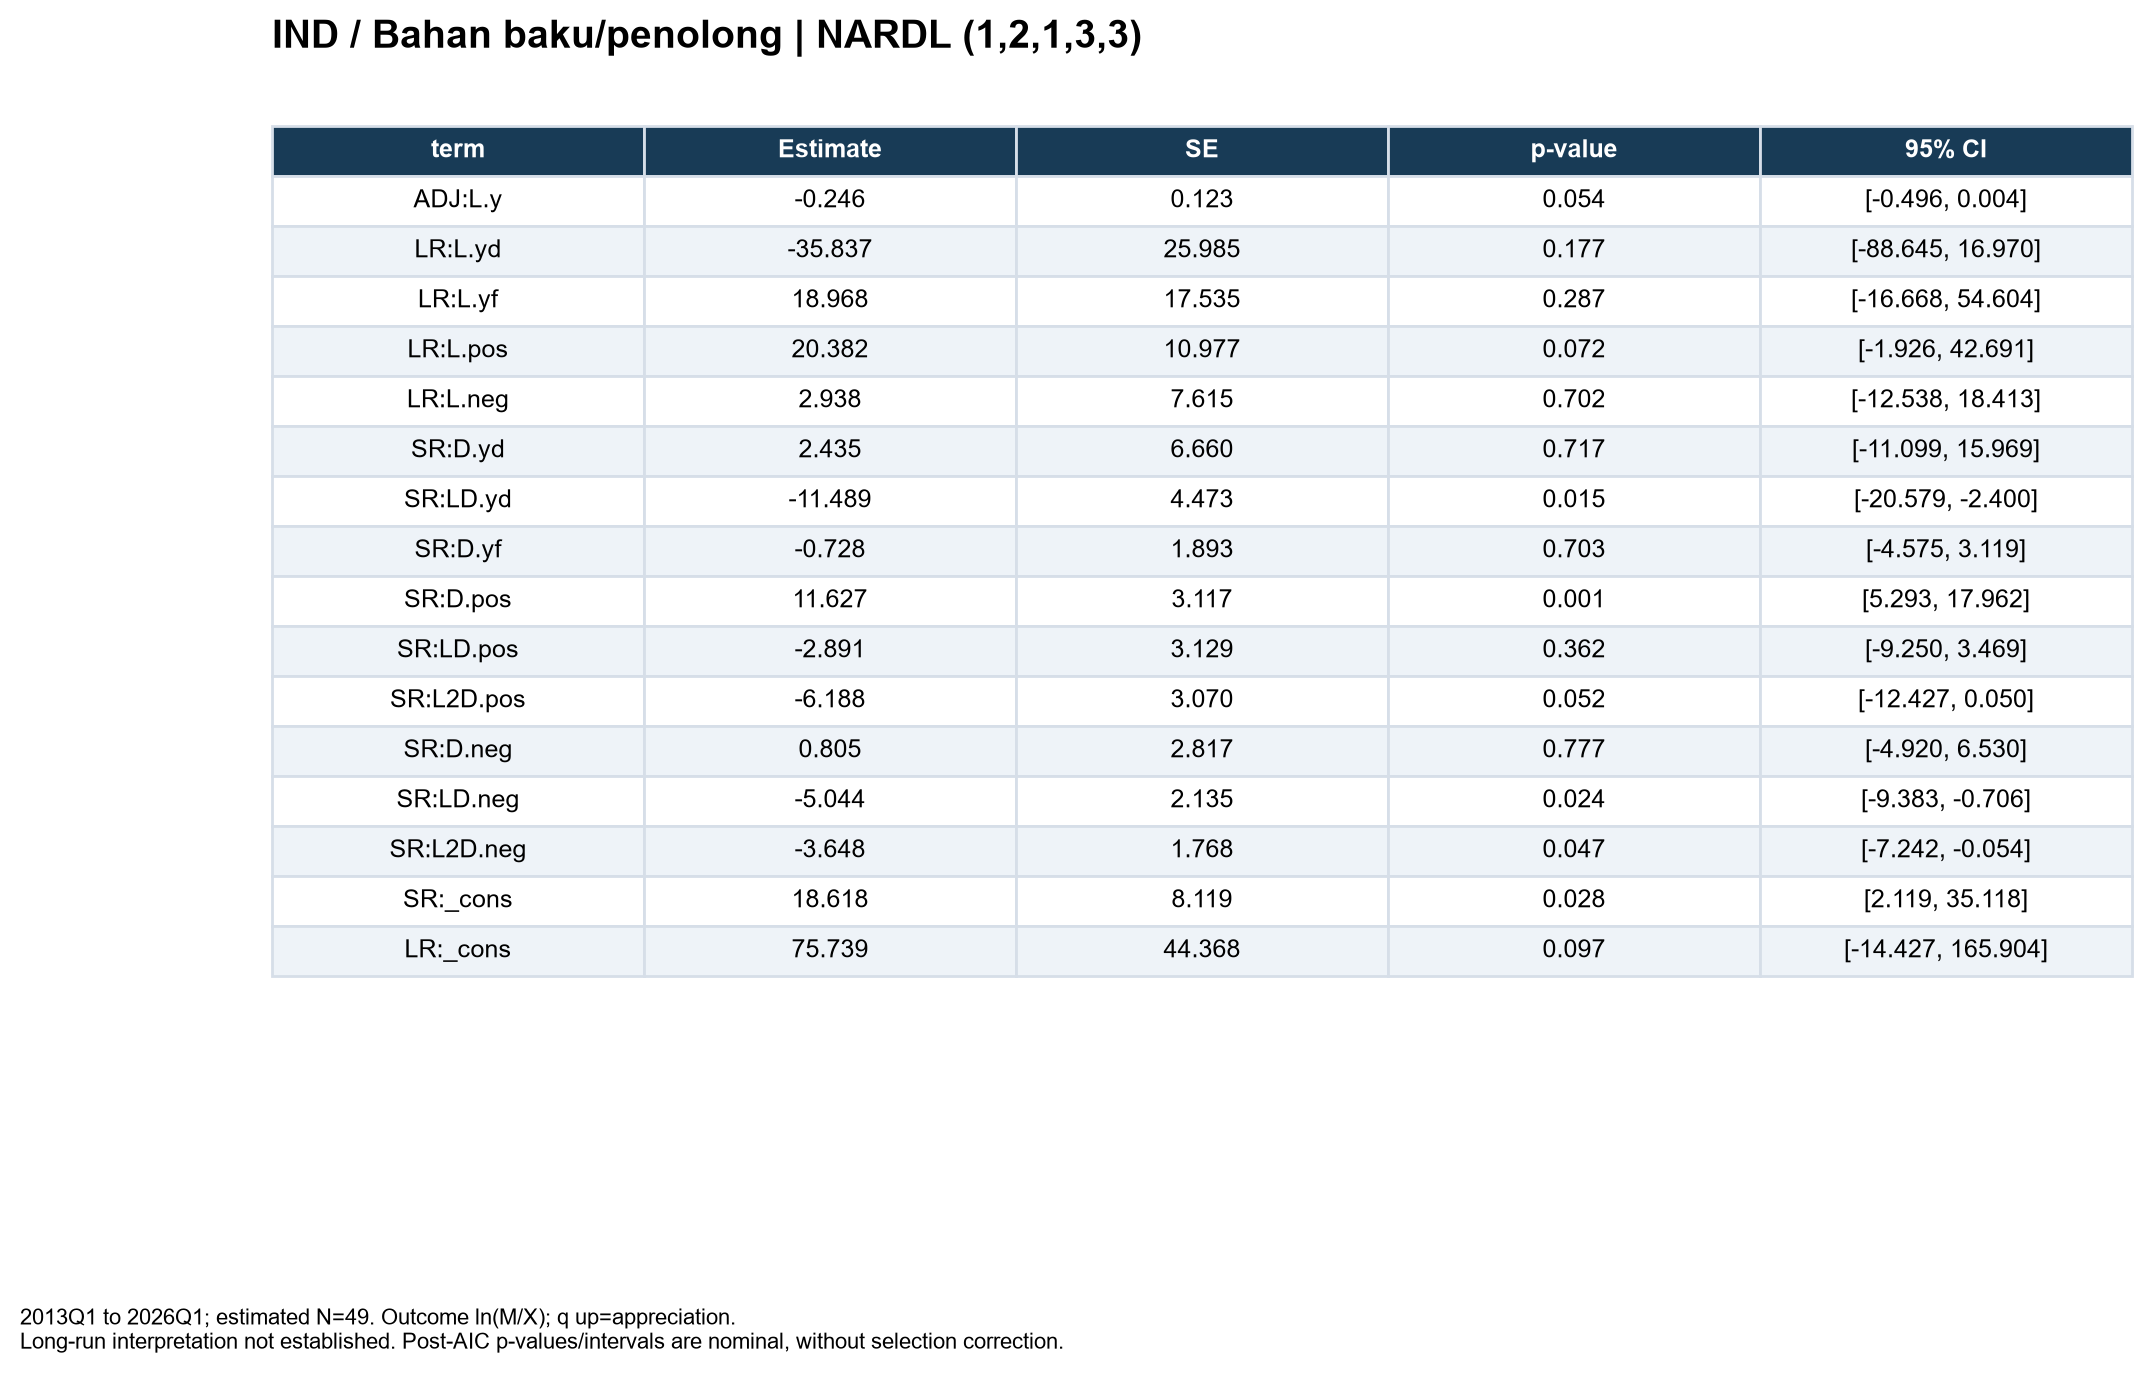 IND / Bahan baku/penolong | NARDL (1,2,1,3,3)
term Estimate SE p-value 95% CI
ADJ:L.y -0.246 0.123 0.054 [-0.496, 0.004]
LR:L.yd -35.837 25.985 0.177 [-88.645, 16.970]
LR:L.yf 18.968 17.535 0.287 [-16.668, 54.604]
LR:L.pos 20.382 10.977 0.072 [-1.926, 42.691]
LR:L.neg 2.938 7.615 0.702 [-12.538, 18.413]
SR:D.yd 2.435 6.660 0.717 [-11.099, 15.969]
SR:LD.yd -11.489 4.473 0.015 [-20.579, -2.400]
SR:D.yf -0.728 1.893 0.703 [-4.575, 3.119]
SR:D.pos 11.627 3.117 0.001 [5.293, 17.962]
SR:LD.pos -2.891 3.129 0.362 [-9.250, 3.469]
SR:L2D.pos -6.188 3.070 0.052 [-12.427, 0.050]
SR:D.neg 0.805 2.817 0.777 [-4.920, 6.530]
SR:LD.neg -5.044 2.135 0.024 [-9.383, -0.706]
SR:L2D.neg -3.648 1.768 0.047 [-7.242, -0.054]
SR:_cons 18.618 8.119 0.028 [2.119, 35.118]
LR:_cons 75.739 44.368 0.097 [-14.427, 165.904]
2013Q1 to 2026Q1; estimated N=49. Outcome ln(M/X); q up=appreciation.
Long-run interpretation not established. Post-AIC p-values/intervals are nominal, without selection correction.